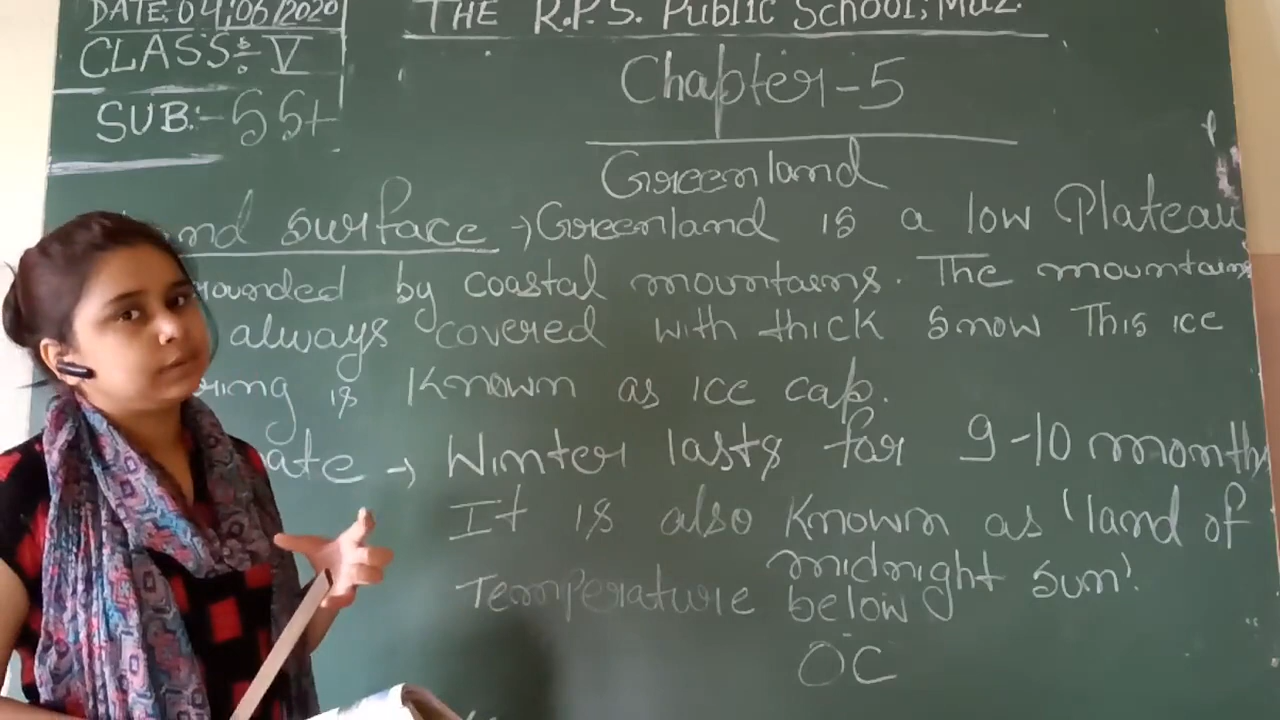 DATE: 04/06/2020
THE R.P.S. Public School,
CLASS:- V
SUB:- SSt
Chapter-5
Greenland
surface → Greenland is a low Plateau
by coastal mountains. The mountains
always covered with thick snow This ice
is known as ice cap.
→ Winter lasts for 9-10 months
It is also known as 'land of
midnight sun'.
Temperature below
0C